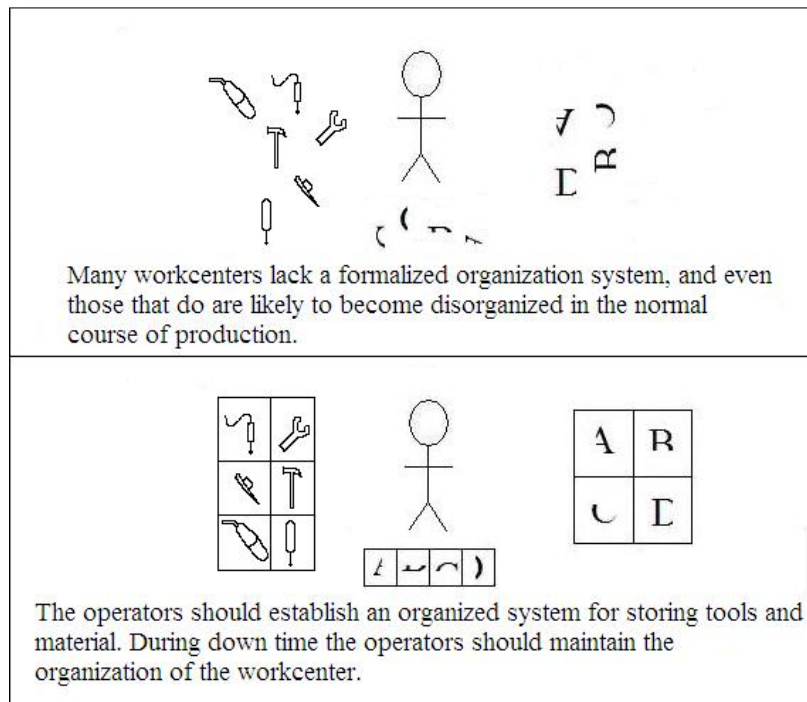 Many workcenters lack a formalized organization system, and even
those that do are likely to become disorganized in the normal
course of production.
A B
D
The operators should establish an organized system for storing tools and
material. During down time the operators should maintain the
organization of the workcenter.